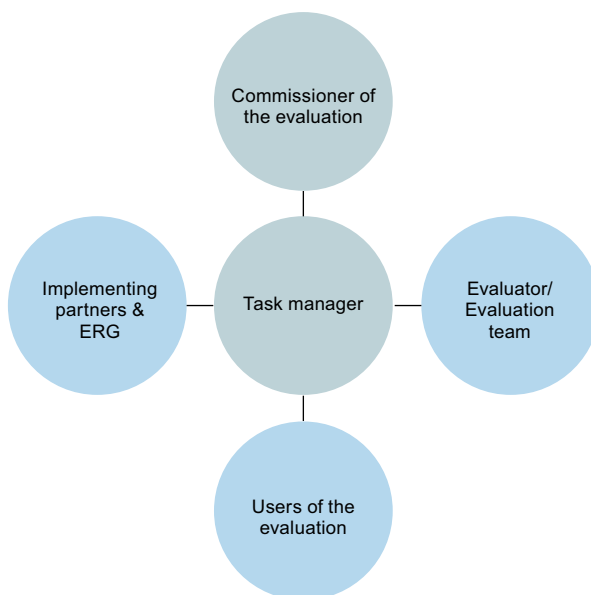 Commissioner of
the evaluation
Implementing
partners &
ERG
Task manager
Evaluator/
Evaluation
team
Users of the
evaluation